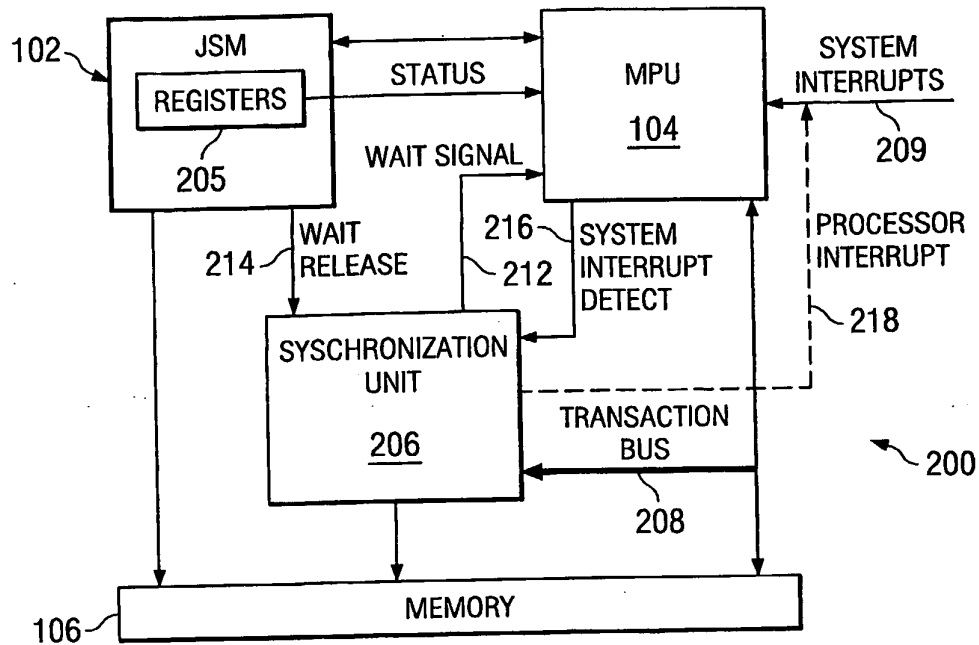 JSM
102
REGISTERS
205
STATUS
MPU
104
SYSTEM
INTERRUPTS
209
WAIT SIGNAL
214
WAIT
RELEASE
212
216
SYSTEM
INTERRUPT
DETECT
PROCESSOR
INTERRUPT
218
SYSCHRONIZATION
UNIT
206
TRANSACTION
BUS
208
200
MEMORY
106